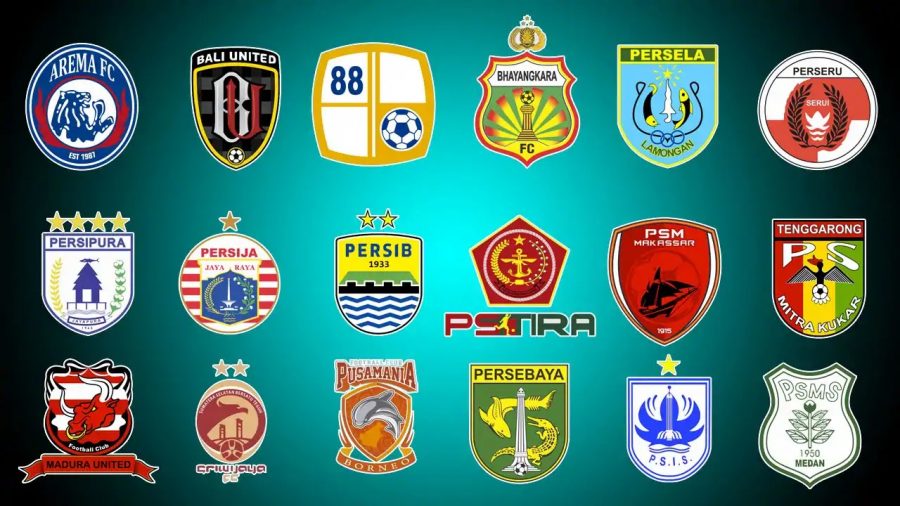 AREMA FC
EST 1987
BALI UNITED
88
BHAYANGKARA
FC
PERSELA
LAMONGAN
PERSERU
SERUI
PERSIPURA
JAYAPURA
PERSIJA
JAYA RAYA
PERSIB
1933
PS TIRA
PSM
MAKASSAR
1915
TENGGARONG
PS
MITRA KUKAR
Football Club
MADURA UNITED
SRIWIJAYA
FC
FOOTBALL CLUB
PUSAMANIA
BORNEO
PERSEBAYA
P.S.I.S.
PSMS
1950
MEDAN